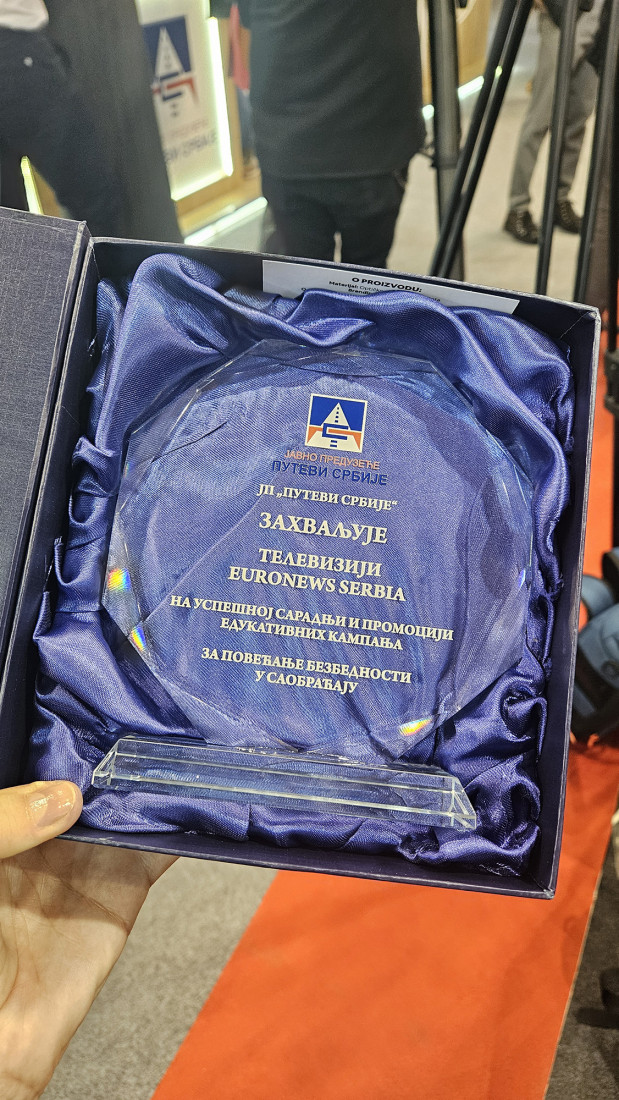 O PROIZVODU:
Materijal:
ЈАВНО ПРЕДУЗЕЋЕ
ПУТЕВИ СРБИЈЕ
ЈП „ПУТЕВИ СРБИЈЕ“
ЗАХВАЉУЈЕ
ТЕЛЕВИЗИЈИ
EURONEWS SERBIA
НА УСПЕШНОЈ САРАДЊИ И ПРОМОЦИЈИ
ЕДУКАТИВНИХ КАМПАЊА
ЗА ПОВЕЋАЊЕ БЕЗБЕДНОСТИ
У САОБРАЋАЈУ